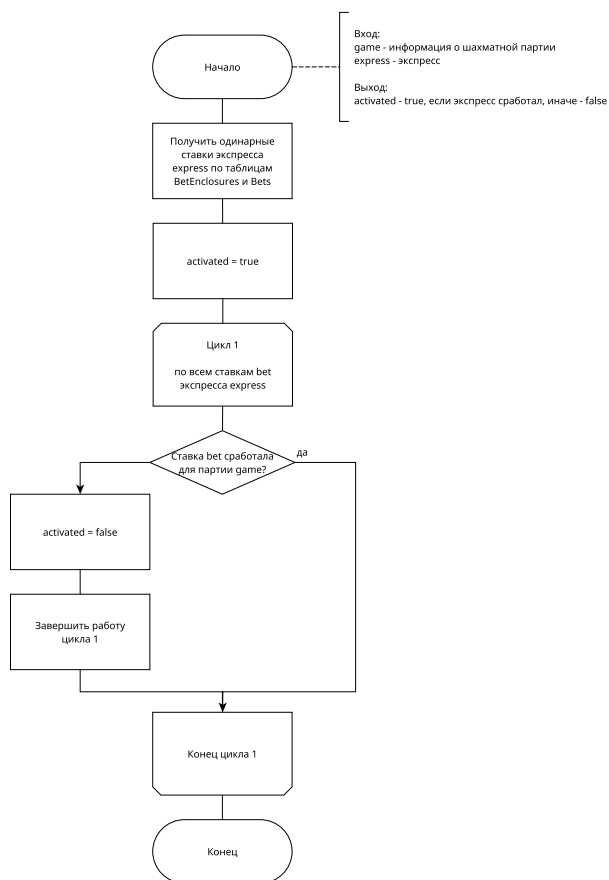 Начало
Вход:
game - информация о шахматной партии
express - экспресс
Выход:
activated - true, если экспресс сработал, иначе - false
Получить одинарные
ставки экспресса
express по таблицам
BetEnclosures и Bets
activated = true
Цикл 1
по всем ставкам bet
экспресса express
Ставка bet сработала
для партии game?
да
activated = false
Завершить работу
цикла 1
Конец цикла 1
Конец